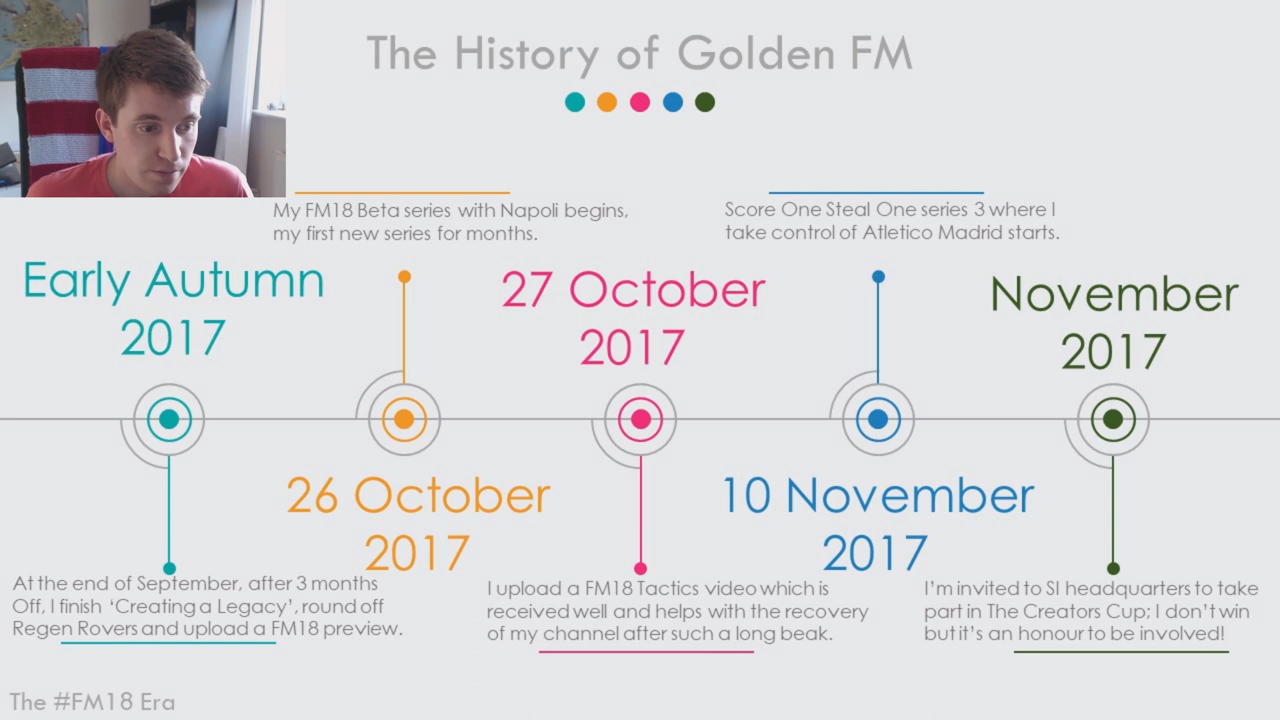 The History of Golden FM
My FM18 Beta series with Napoli begins,
my first new series for months.
Score One Steal One series 3 where I
take control of Atletico Madrid starts.
Early Autumn
2017
27 October
2017
November
2017
26 October
2017
10 November
2017
At the end of September, after 3 months
Off, I finish ‘Creating a Legacy’, round off
Regen Rovers and upload a FM18 preview.
I upload a FM18 Tactics video which is
received well and helps with the recovery
of my channel after such a long beak.
I’m invited to SI headquarters to take
part in The Creators Cup; I don’t win
but it’s an honour to be involved!
The #FM18 Era